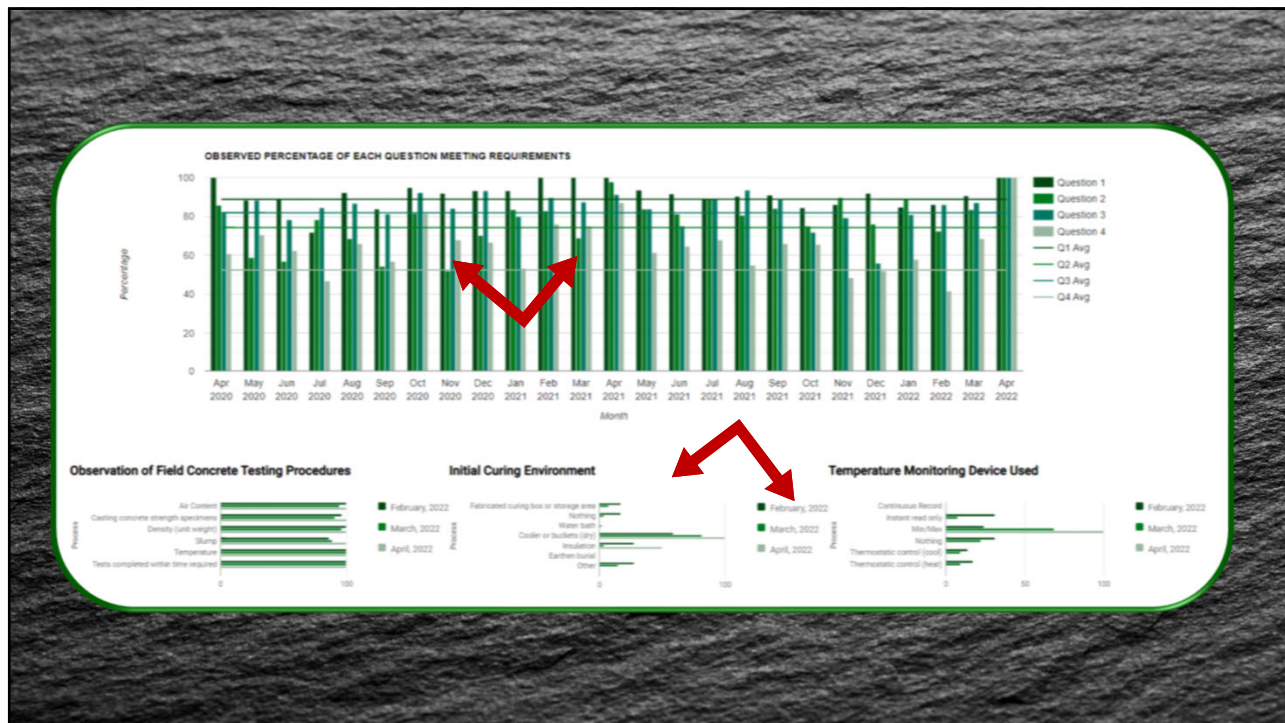 OBSERVED PERCENTAGE OF EACH QUESTION MEETING REQUIREMENTS
100
80
60
40
20
0
Percentage
Apr 2020
May 2020
Jun 2020
Jul 2020
Aug 2020
Sep 2020
Oct 2020
Nov 2020
Dec 2020
Jan 2021
Feb 2021
Mar 2021
Apr 2021
May 2021
Jun 2021
Jul 2021
Aug 2021
Sep 2021
Oct 2021
Nov 2021
Dec 2021
Jan 2022
Feb 2022
Mar 2022
Apr 2022
Month
Question 1
Question 2
Question 3
Question 4
Q1 Avg
Q2 Avg
Q3 Avg
Q4 Avg
Observation of Field Concrete Testing Procedures
Process
Air Content
Casting concrete strength specimens
Density (unit weight)
Slump
Temperature
Tests completed within time required
0
100
February, 2022
March, 2022
April, 2022
Initial Curing Environment
Process
Fabricated curing box or storage area
Nothing
Water bath
Cooler or buckets (dry)
Insulation
Earthen burial
Other
0
100
February, 2022
March, 2022
April, 2022
Temperature Monitoring Device Used
Process
Continuous Record
Instant read only
Min/Max
Nothing
Thermostatic control (cool)
Thermostatic control (heat)
0
50
100
February, 2022
March, 2022
April, 2022